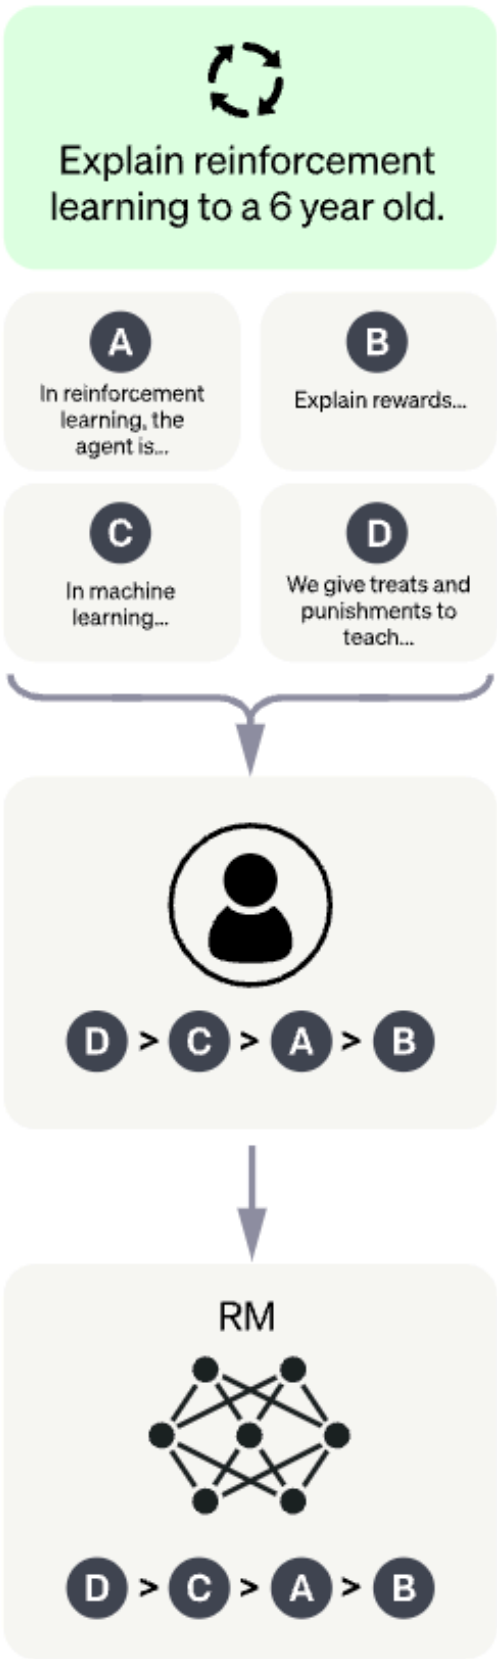 Explain reinforcement
learning to a 6 year old.
A
In reinforcement
learning, the
agent is...
B
Explain rewards...
C
In machine
learning...
D
We give treats and
punishments to
teach...
D > C > A > B
RM
D > C > A > B